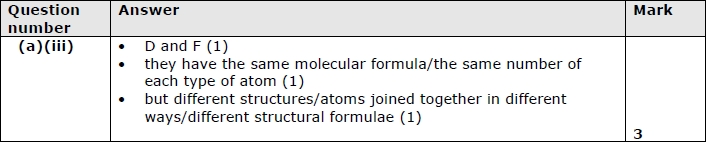 Question number Answer Mark
(a)(iii) • D and F (1)
• they have the same molecular formula/the same number of
each type of atom (1)
• but different structures/atoms joined together in different
ways/different structural formulae (1)
3